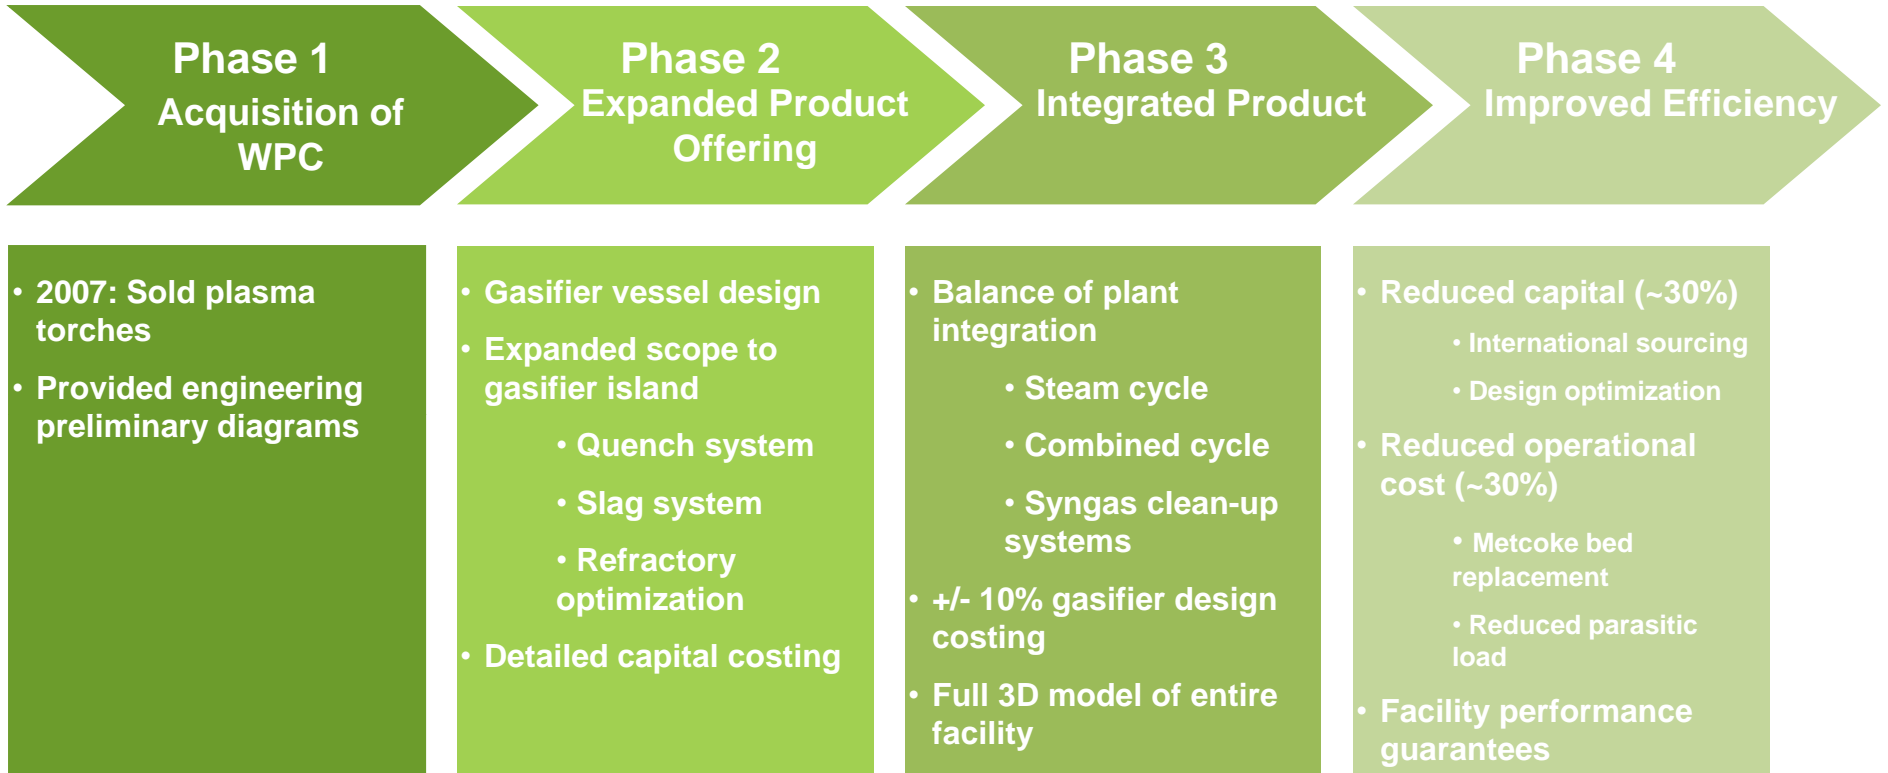 Phase 1
Acquisition of
WPC
Phase 2
Expanded Product
Offering
Phase 3
Integrated Product
Phase 4
Improved Efficiency
• 2007: Sold plasma
torches
• Provided engineering
preliminary diagrams
• Gasifier vessel design
• Expanded scope to
gasifier island
• Quench system
• Slag system
• Refractory
optimization
• Detailed capital costing
• Balance of plant
integration
• Steam cycle
• Combined cycle
• Syngas clean-up
systems
• +/- 10% gasifier design
costing
• Full 3D model of entire
facility
• Reduced capital (~30%)
• International sourcing
• Design optimization
• Reduced operational
cost (~30%)
• Metcoke bed
replacement
• Reduced parasitic
load
• Facility performance
guarantees